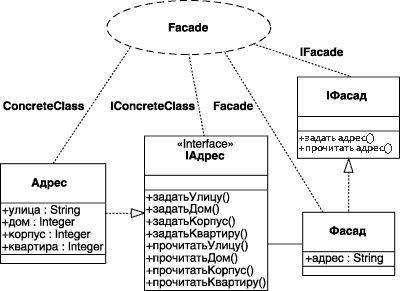 Facade
IFacade
ConcreteClass
IConcreteClass
Facade
IФасад
+задать адрес()
+прочитать адрес()
«Interface»
IАдрес
+задатьУлицу()
+задатьДом()
+задатьКорпус()
+задатьКвартиру()
+прочитатьУлицу()
+прочитатьДом()
+прочитатьКорпус()
+прочитатьКвартиру()
Адрес
+улица : String
+дом : Integer
+корпус : Integer
+квартира : Integer
Фасад
+адрес : String